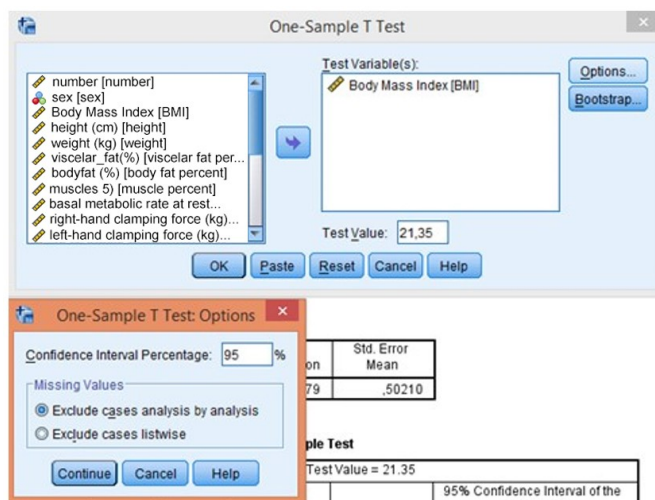 One-Sample T Test
Test Variable(s):
number [number]
sex [sex]
Body Mass Index [BMI]
height (cm) [height]
weight (kg) [weight]
viscelar_fat(%) [viscelar fat per...
bodyfat (%) [body fat percent]
muscles 5) [muscle percent]
basal metabolic rate at rest...
right-hand clamping force (kg)...
left-hand clamping force (kg)...
Body Mass Index [BMI]
Options...
Bootstrap...
Test Value: 21,35
OK Paste Reset Cancel Help
One-Sample T Test: Options
Confidence Interval Percentage: 95 %
Missing Values
Exclude cases analysis by analysis
Exclude cases listwise
Continue Cancel Help
on
Std. Error
Mean
79 ,50210
ple Test
Test Value = 21.35
95% Confidence Interval of the